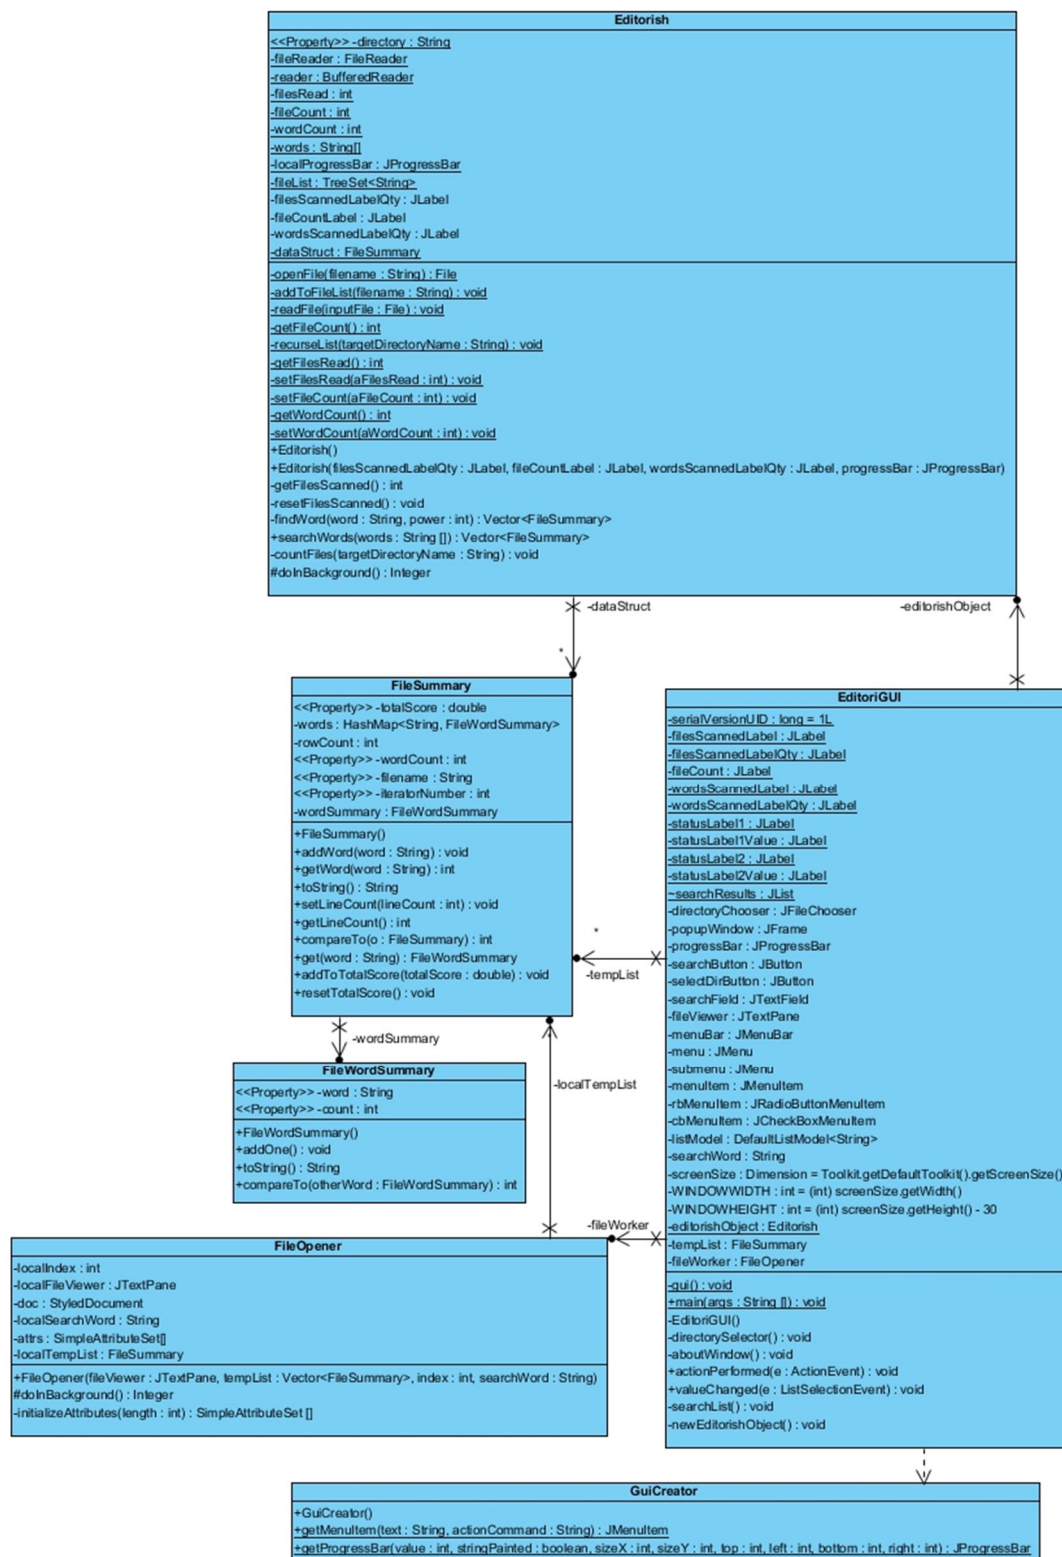 Editorish
<<Property>> -directory : String
-fileReader : FileReader
-reader : BufferedReader
-filesRead : int
-fileCount : int
-wordCount : int
-words : String[]
-localProgressBar : JProgressBar
-fileList : TreeSet<String>
-filesScannedLabelQty : JLabel
-fileCountLabel : JLabel
-wordsScannedLabelQty : JLabel
-dataStruct : FileSummary
-openFile(filename : String) : File
-addToFileList(filename : String) : void
-readFile(inputFile : File) : void
-getFileCount() : int
-recurseList(targetDirectoryName : String) : void
-getFilesRead() : int
-setFilesRead(aFilesRead : int) : void
-setFileCount(aFileCount : int) : void
-getWordCount() : int
-setWordCount(aWordCount : int) : void
+Editorish()
+Editorish(filesScannedLabelQty : JLabel, fileCountLabel : JLabel, wordsScannedLabelQty : JLabel, progressBar : JProgressBar)
-getFilesScanned() : int
-resetFilesScanned() : void
-findWord(word : String, power : int) : Vector<FileSummary>
+searchWords(words : String []) : Vector<FileSummary>
-countFiles(targetDirectoryName : String) : void
#doInBackground() : Integer
-dataStruct
-editorishObject
*
FileSummary
<<Property>> -totalScore : double
-words : HashMap<String, FileWordSummary>
-rowCount : int
<<Property>> -wordCount : int
<<Property>> -filename : String
<<Property>> -iteratorNumber : int
-wordSummary : FileWordSummary
+FileSummary()
+addWord(word : String) : void
+getWord(word : String) : int
+toString() : String
+setLineCount(lineCount : int) : void
+getLineCount() : int
+compareTo(o : FileSummary) : int
+get(word : String) : FileWordSummary
+addToTotalScore(totalScore : double) : void
+resetTotalScore() : void
*
-tempList
-wordSummary
FileWordSummary
<<Property>> -word : String
<<Property>> -count : int
+FileWordSummary()
+addOne() : void
+toString() : String
+compareTo(otherWord : FileWordSummary) : int
-localTempList
-fileWorker
EditoriGUI
-serialVersionUID : long = 1L
-filesScannedLabel : JLabel
-filesScannedLabelQty : JLabel
-fileCount : JLabel
-wordsScannedLabel : JLabel
-wordsScannedLabelQty : JLabel
-statusLabel1 : JLabel
-statusLabel1Value : JLabel
-statusLabel2 : JLabel
-statusLabel2Value : JLabel
~searchResults : JList
-directoryChooser : JFileChooser
-popupWindow : JFrame
-progressBar : JProgressBar
-searchButton : JButton
-selectDirButton : JButton
-searchField : JTextField
-fileViewer : JTextPane
-menuBar : JMenuBar
-menu : JMenu
-submenu : JMenu
-menuItem : JMenuItem
-rbMenuItem : JRadioButtonMenuItem
-cbMenuItem : JCheckBoxMenuItem
-listModel : DefaultListModel<String>
-searchWord : String
-screenSize : Dimension = Toolkit.getDefaultToolkit().getScreenSize()
-WINDOWWIDTH : int = (int) screenSize.getWidth()
-WINDOWHEIGHT : int = (int) screenSize.getHeight() - 30
-editorishObject : Editorish
-tempList : FileSummary
-fileWorker : FileOpener
-gui() : void
+main(args : String []) : void
-EditoriGUI()
-directorySelector() : void
-aboutWindow() : void
+actionPerformed(e : ActionEvent) : void
+valueChanged(e : ListSelectionEvent) : void
-searchList() : void
-newEditorishObject() : void
FileOpener
-localIndex : int
-localFileViewer : JTextPane
-doc : StyledDocument
-localSearchWord : String
-attrs : SimpleAttributeSet[]
-localTempList : FileSummary
+FileOpener(fileViewer : JTextPane, tempList : Vector<FileSummary>, index : int, searchWord : String)
#doInBackground() : Integer
-initializeAttributes(length : int) : SimpleAttributeSet []
GuiCreator
+GuiCreator()
+getMenuItem(text : String, actionCommand : String) : JMenuItem
+getProgressBar(value : int, stringPainted : boolean, sizeX : int, sizeY : int, top : int, left : int, bottom : int, right : int) : JProgressBar